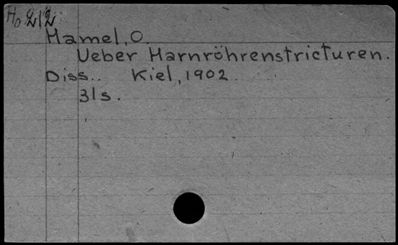 Ho 212.
Hamel, O.
Ueber Harnröhrenstricturen.
Diss.. Kiel, 1902.
31s.